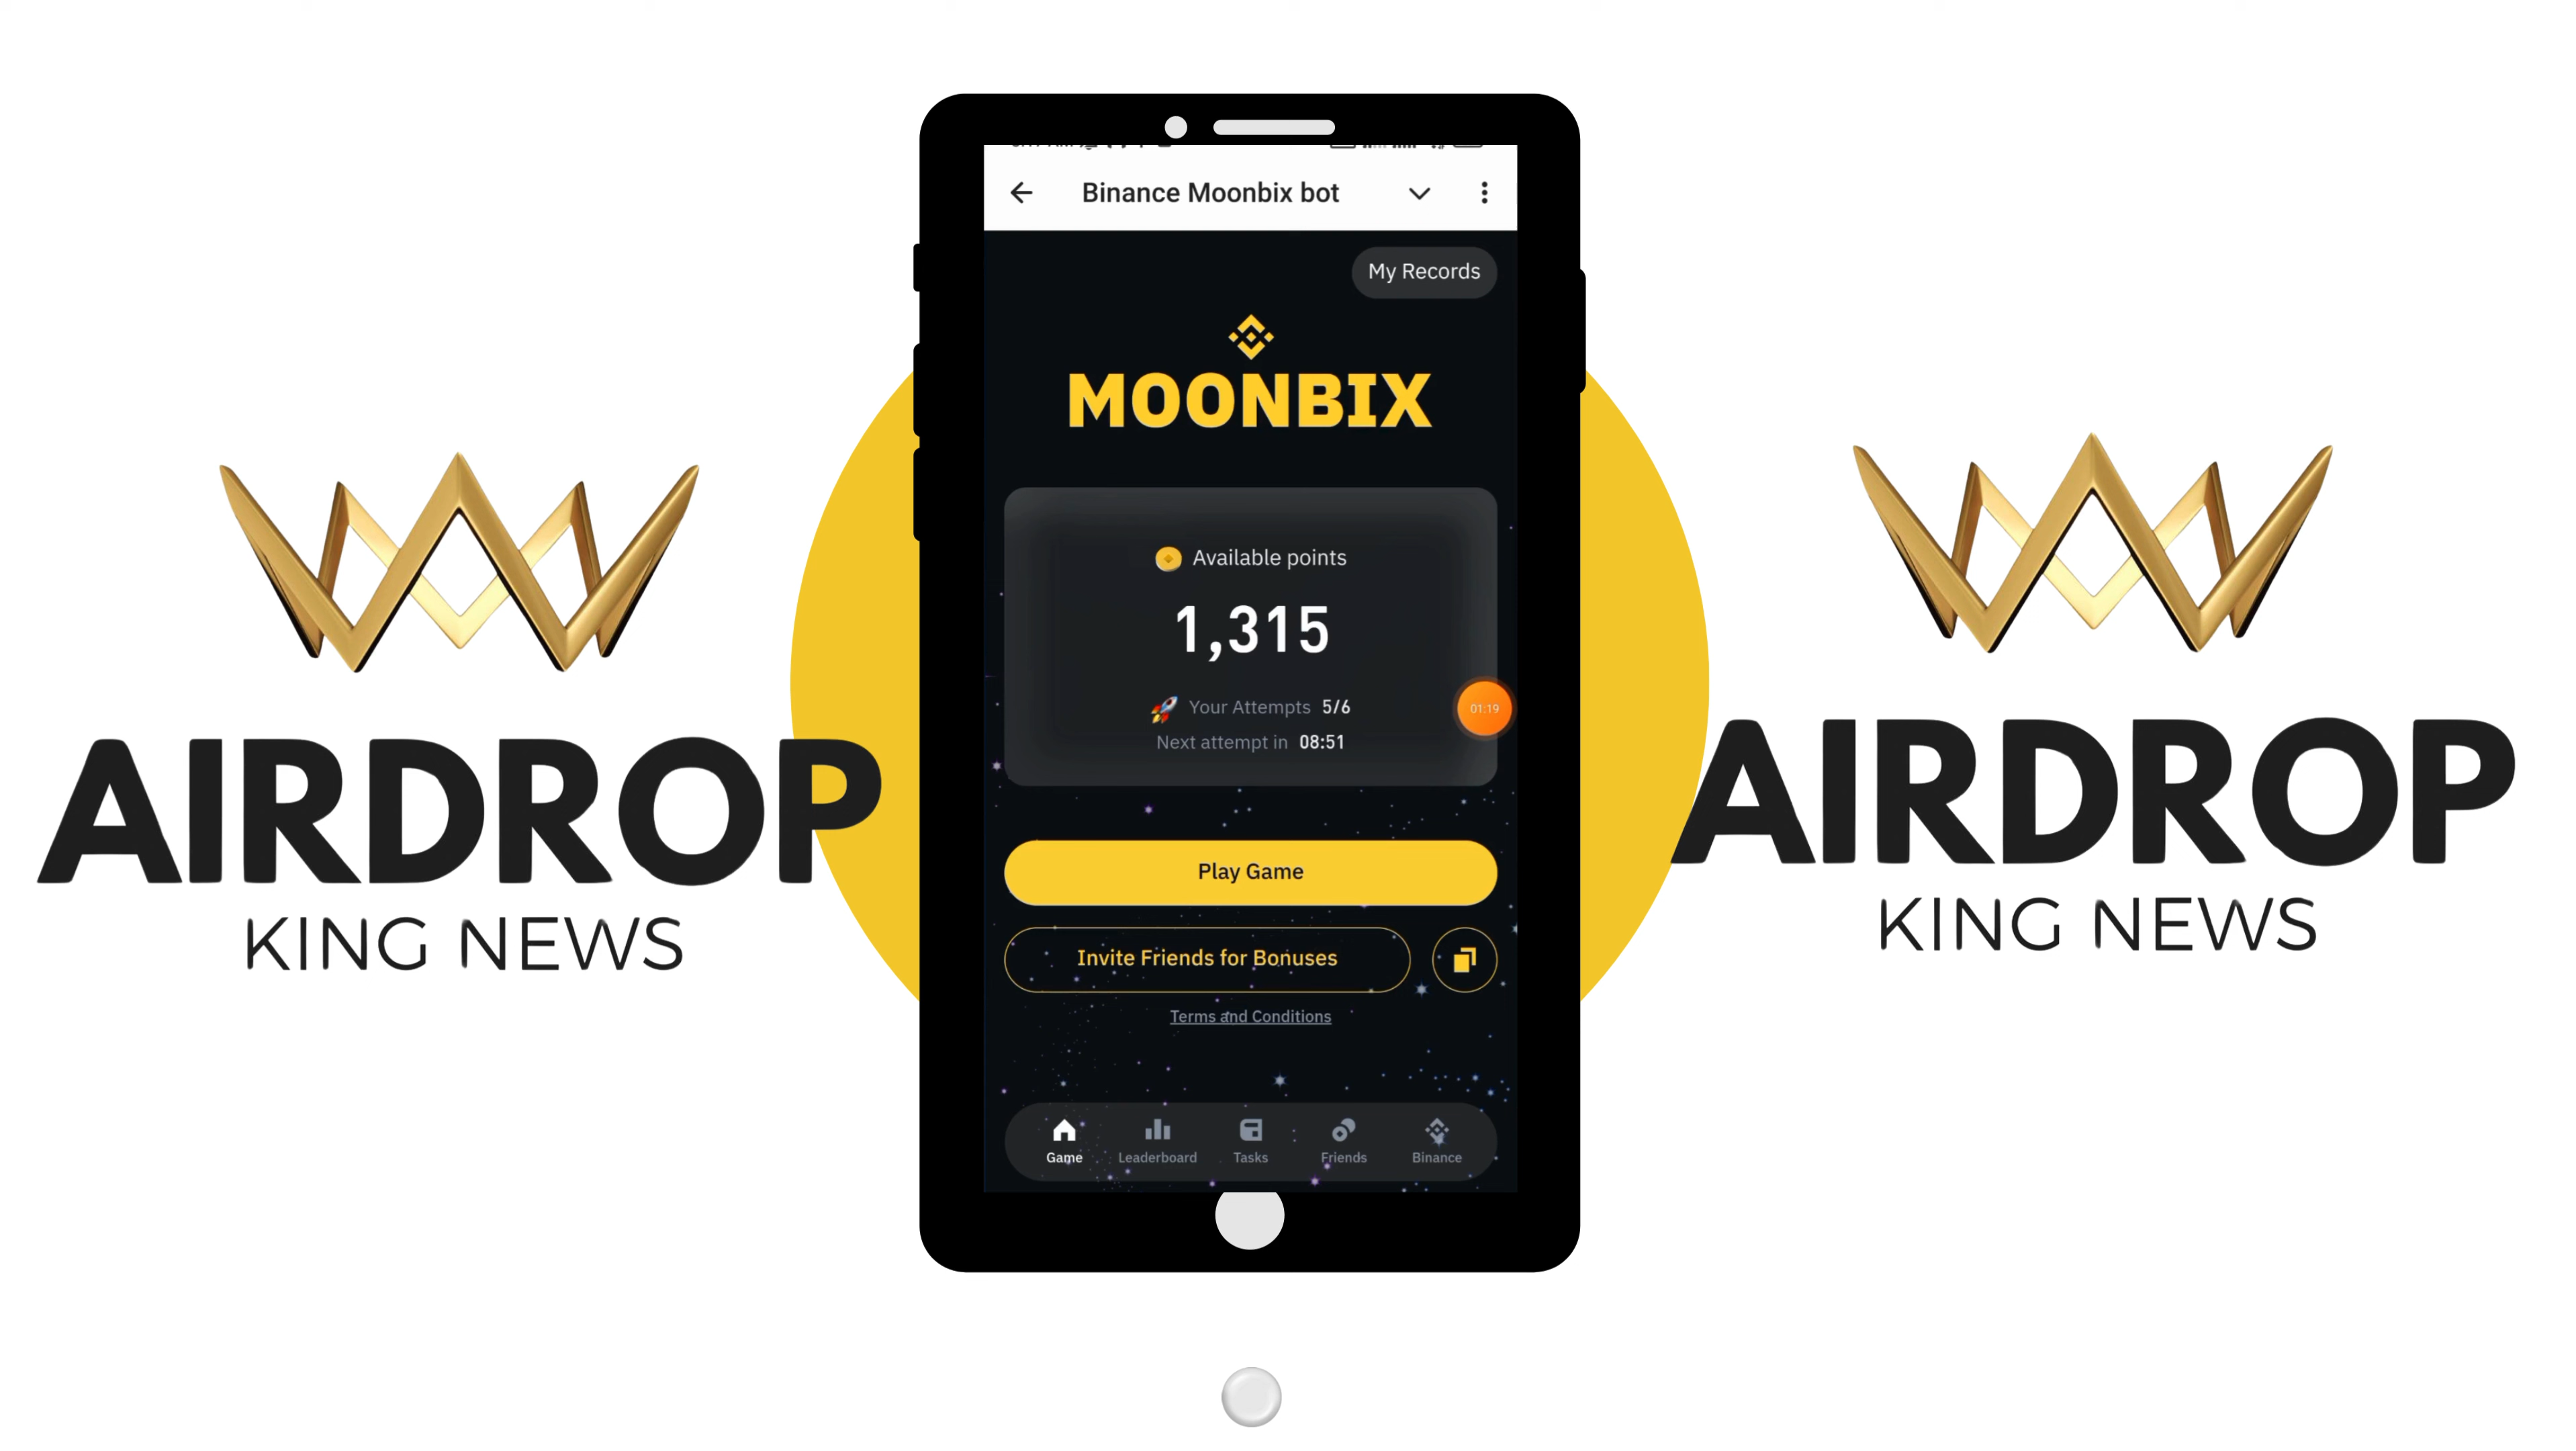 Binance Moonbix bot
My Records
MOONBIX
Available points
1,315
Your Attempts 5/6
01:19
Next attempt in 08:51
Play Game
Invite Friends for Bonuses
Terms and Conditions
Game Leaderboard Tasks Friends Binance
AIRDROP
KING NEWS
AIRDROP
KING NEWS